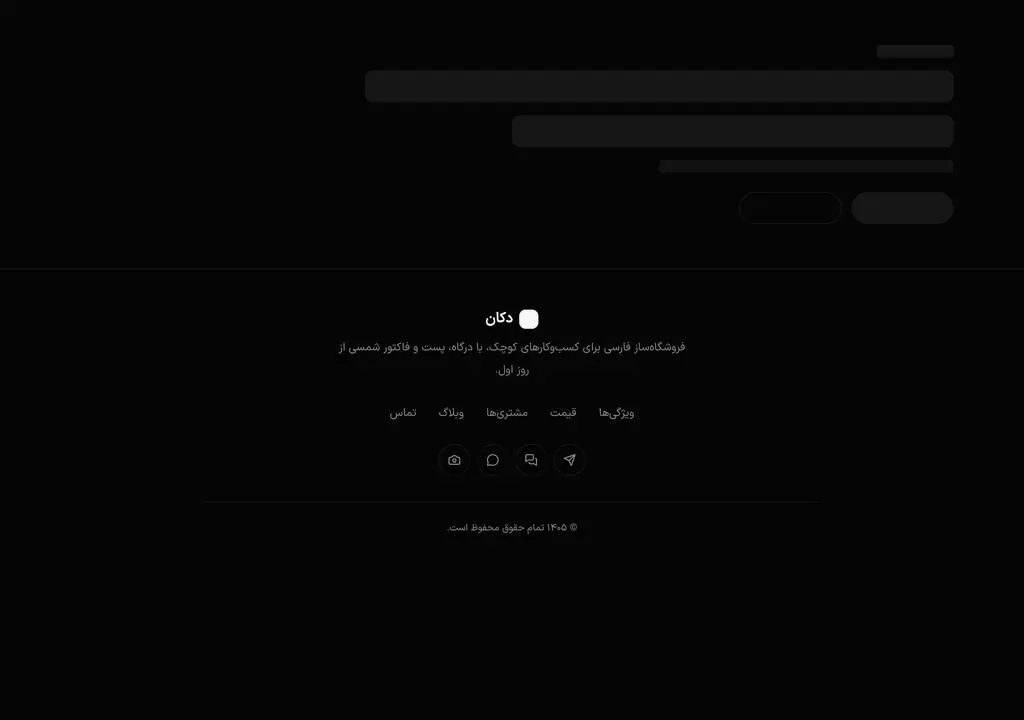 دکان
فروشگاه‌ساز فارسی برای کسب‌وکارهای کوچک، با درگاه، پست و فاکتور شمسی از
روز اول.
ویژگی‌ها قیمت مشتری‌ها وبلاگ تماس
© ۱۴۰۵ تمام حقوق محفوظ است.